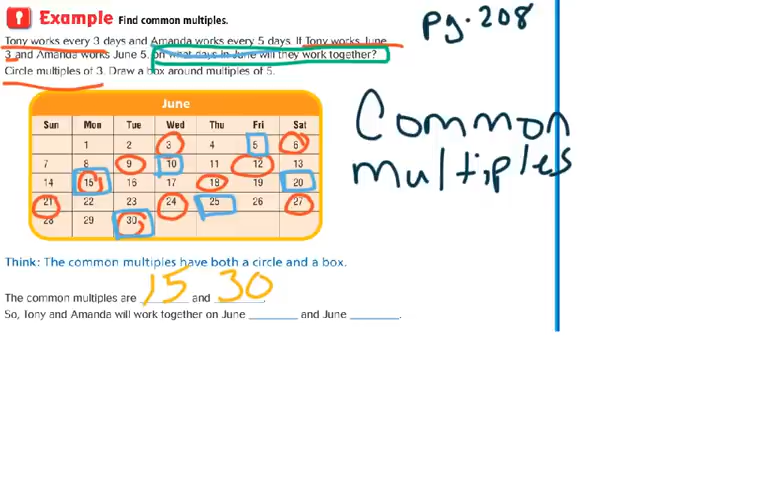 ! Example Find common multiples.
Tony works every 3 days and Amanda works every 5 days. If Tony works June
3 and Amanda works June 5, on what days in June will they work together?
Circle multiples of 3. Draw a box around multiples of 5.
pg. 208
Common
multiples
June
Sun Mon Tue Wed Thu Fri Sat
1 2 3 4 5 6
7 8 9 10 11 12 13
14 15 16 17 18 19 20
21 22 23 24 25 26 27
28 29 30
Think: The common multiples have both a circle and a box.
The common multiples are 15 and 30.
So, Tony and Amanda will work together on June ______ and June ______.